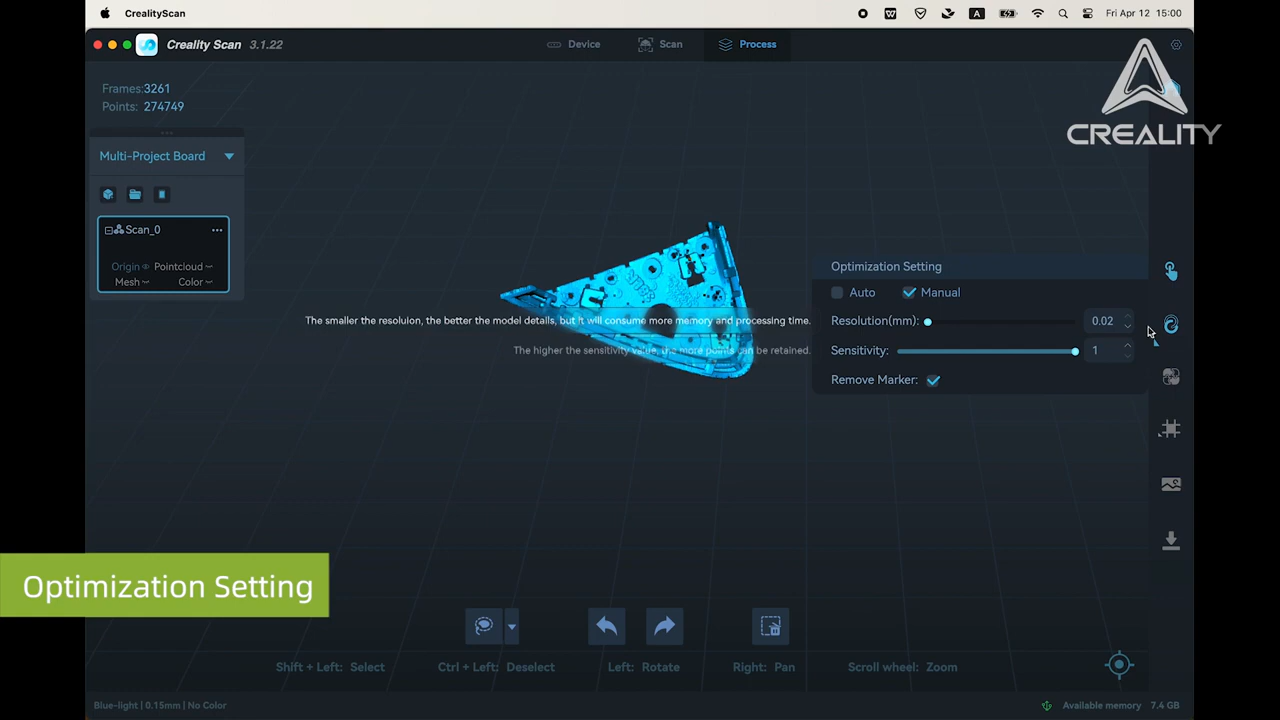 CrealityScan
A
Fri Apr 12 15:00
Creality Scan 3.1.22
Device
Scan
Process
CREALITY
Frames:3261
Points: 274749
Multi-Project Board
Scan_0
Origin Pointcloud
Mesh Color
Optimization Setting
Auto Manual
Resolution(mm): 0.02
Sensitivity: 1
Remove Marker:
The smaller the resoluion, the better the model details, but it will consume more memory and processing time.
The higher the sensitivity value, the more points can be retained.
Optimization Setting
Shift + Left: Select
Ctrl + Left: Deselect
Left: Rotate
Right: Pan
Scroll wheel: Zoom
Blue-light | 0.15mm | No Color
Available memory 7.4 GB